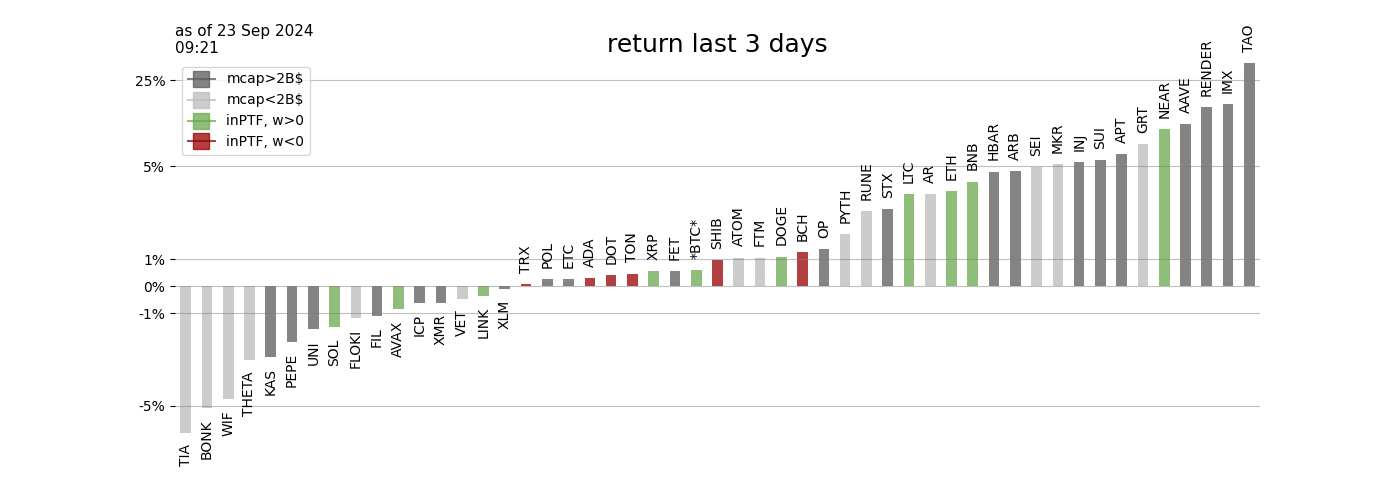 as of 23 Sep 2024
09:21
return last 3 days
mcap>2B$
mcap<2B$
inPTF, w>0
inPTF, w<0
25%
5%
1%
0%
-1%
-5%
TIA
BONK
WIF
THETA
KAS
PEPE
UNI
SOL
FLOKI
FIL
AVAX
ICP
XMR
VET
LINK
XLM
TRX
POL
ETC
ADA
DOT
TON
XRP
FET
*BTC*
SHIB
ATOM
FTM
DOGE
BCH
OP
PYTH
RUNE
STX
LTC
AR
ETH
BNB
HBAR
ARB
SEI
MKR
INJ
SUI
APT
GRT
NEAR
AAVE
RENDER
IMX
TAO